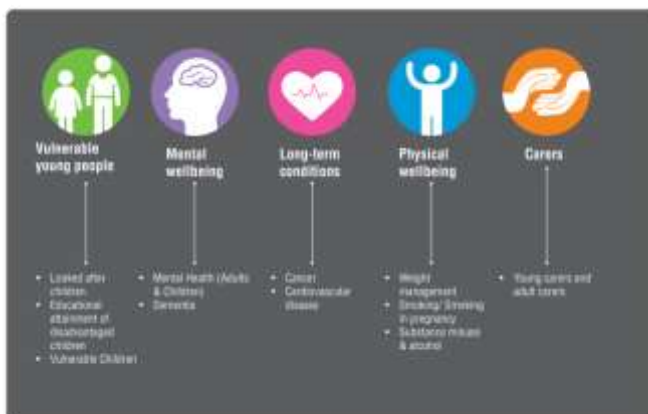 Vulnerable
young people
Mental
wellbeing
Long-term
conditions
Physical
wellbeing
Carers
• Looked after
children
• Educational
attainment of
disadvantaged
children
• Vulnerable Children
• Mental Health (Adults
& Children)
• Dementia
• Cancer
• Cardiovascular
disease
• Weight
management
• Smoking/ Smoking
in pregnancy
• Substance misuse
& alcohol
• Young carers and
adult carers